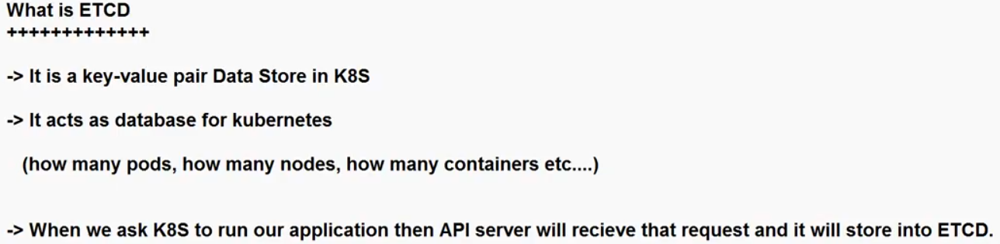 What is ETCD
+++++++++++++
-> It is a key-value pair Data Store in K8S
-> It acts as database for kubernetes
(how many pods, how many nodes, how many containers etc....)
-> When we ask K8S to run our application then API server will recieve that request and it will store into ETCD.